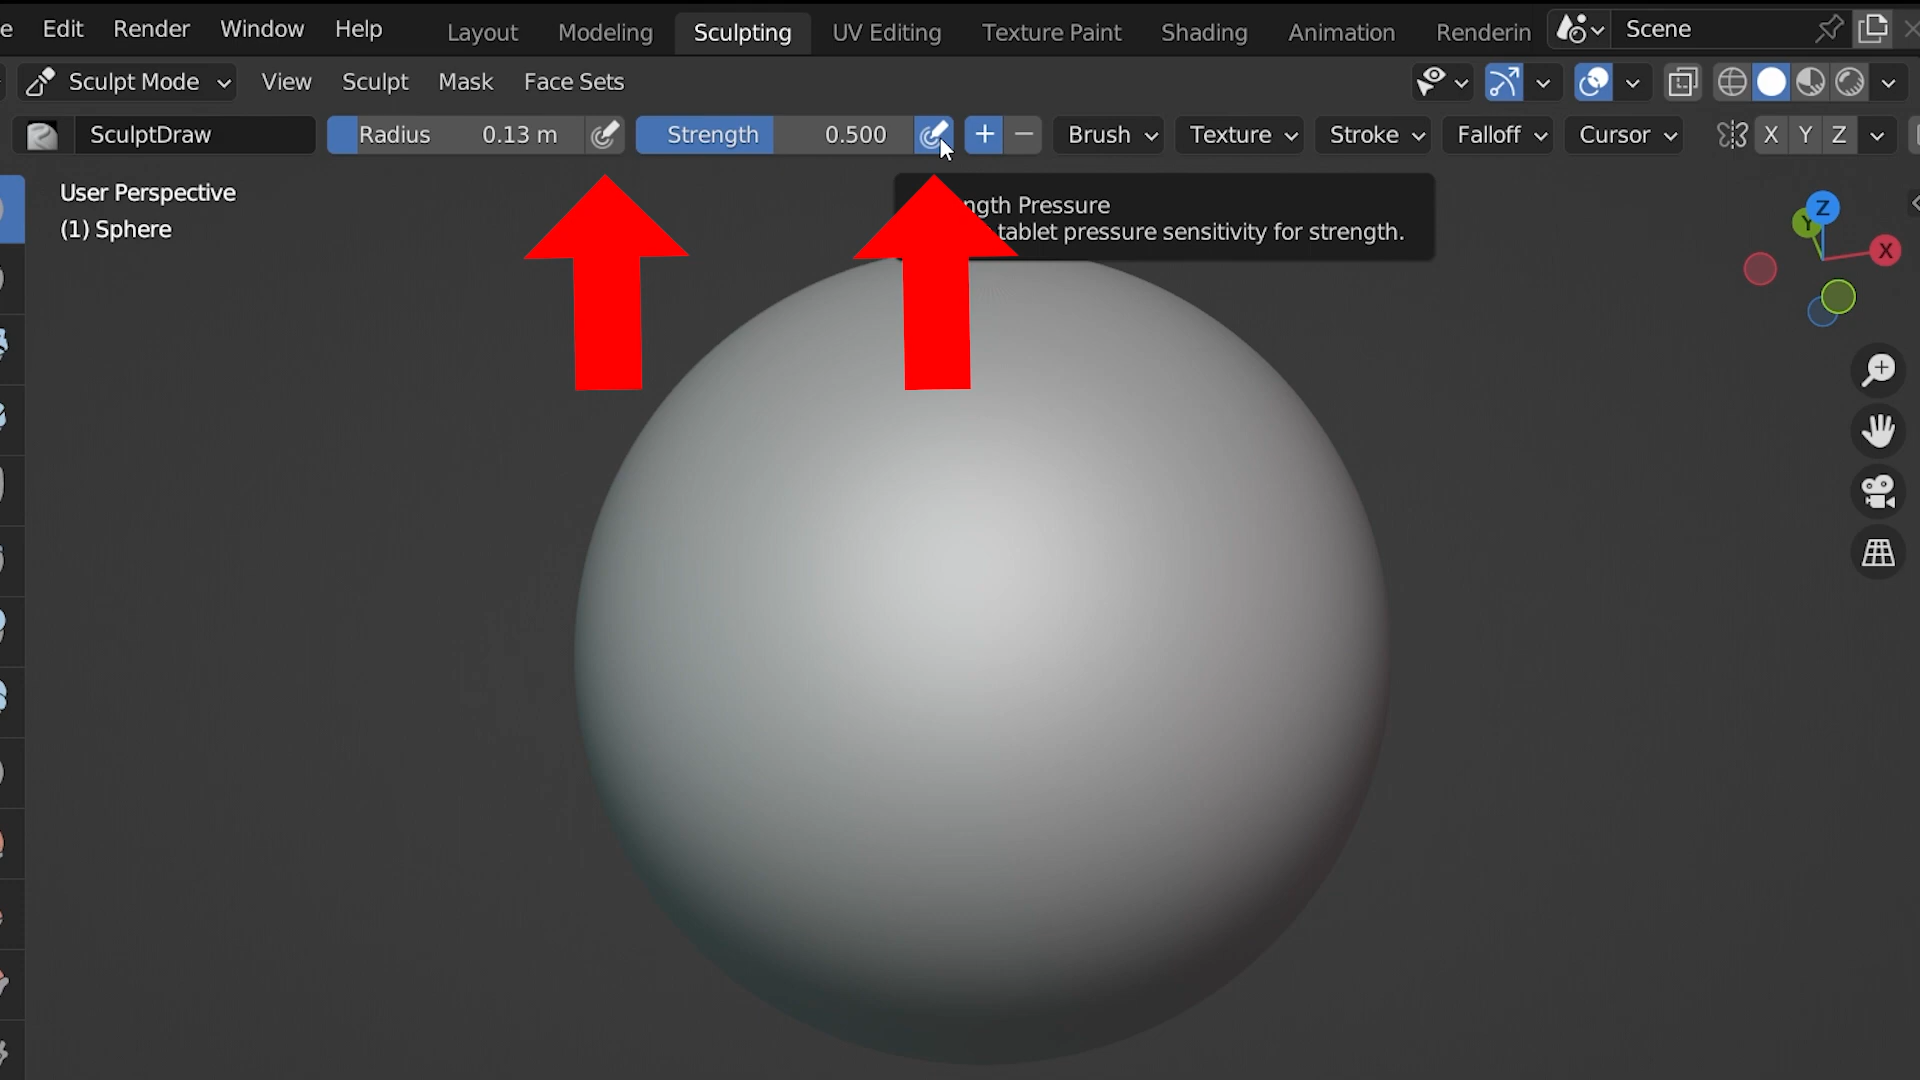 e Edit Render Window Help Layout Modeling Sculpting UV Editing Texture Paint Shading Animation Renderin Scene
Sculpt Mode View Sculpt Mask Face Sets
SculptDraw Radius 0.13 m Strength 0.500 + − Brush Texture Stroke Falloff Cursor X Y Z
User Perspective
(1) Sphere
ngth Pressure
tablet pressure sensitivity for strength.
Z
Y
X